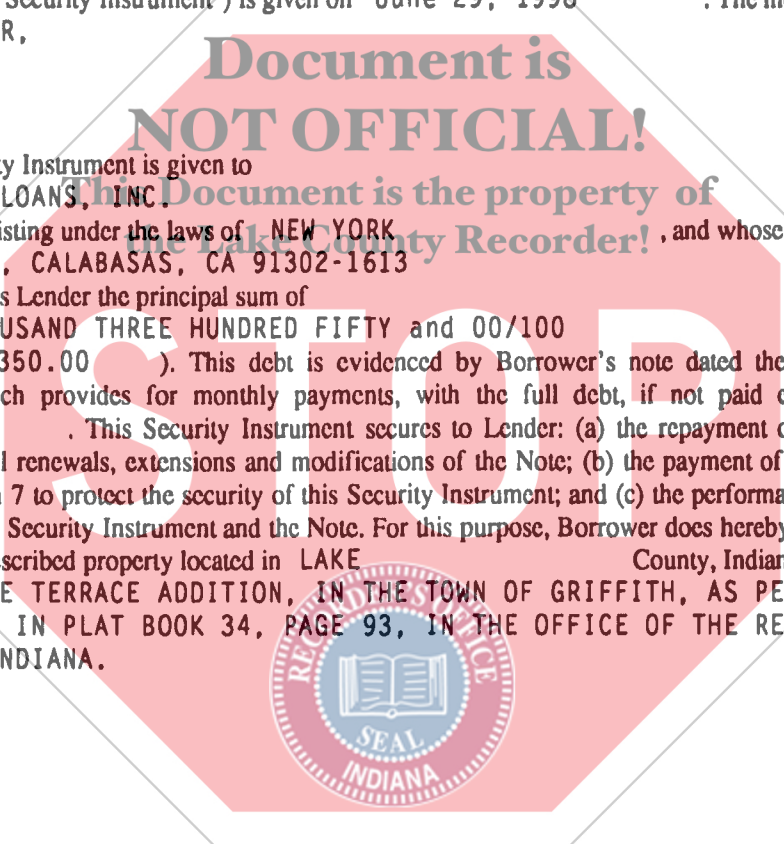 Security Instrument") is given on June 29, 1998 . The
R,
Document is
NOT OFFICIAL!
ty Instrument is given to
LOANS, INC.
This Document is the property of
isting under the laws of NEW YORK , and whose
the Lake County Recorder!
, CALABASAS, CA 91302-1613
s Lender the principal sum of
USAND THREE HUNDRED FIFTY and 00/100
350.00 ). This debt is evidenced by Borrower's note dated the
ch provides for monthly payments, with the full debt, if not paid
. This Security Instrument secures to Lender: (a) the repayment
l renewals, extensions and modifications of the Note; (b) the payment of
7 to protect the security of this Security Instrument; and (c) the performa
Security Instrument and the Note. For this purpose, Borrower does hereby
scribed property located in LAKE County, Indian
E TERRACE ADDITION, IN THE TOWN OF GRIFFITH, AS PE
IN PLAT BOOK 34, PAGE 93, IN THE OFFICE OF THE RE
NDIANA.
STOP
RECORDER'S OFFICE
SEAL
INDIANA